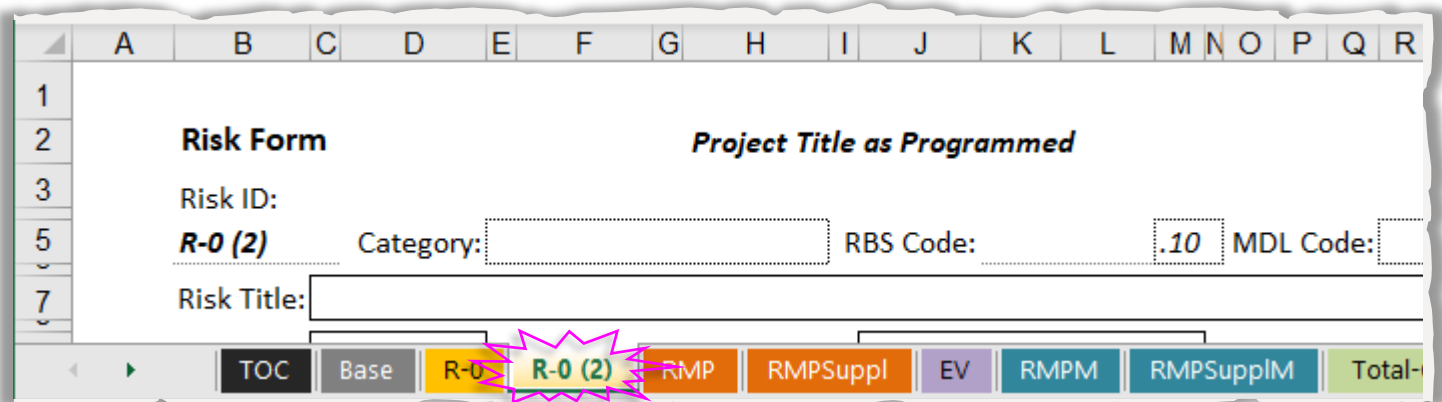 A B C D E F G H I J K L M N O P Q R
1
2 Risk Form Project Title as Programmed
3 Risk ID:
5 R-0 (2) Category: RBS Code: .10 MDL Code:
7 Risk Title:
TOC Base R-0 R-0 (2) RMP RMPSuppl EV RMPM RMPSupplM Total-